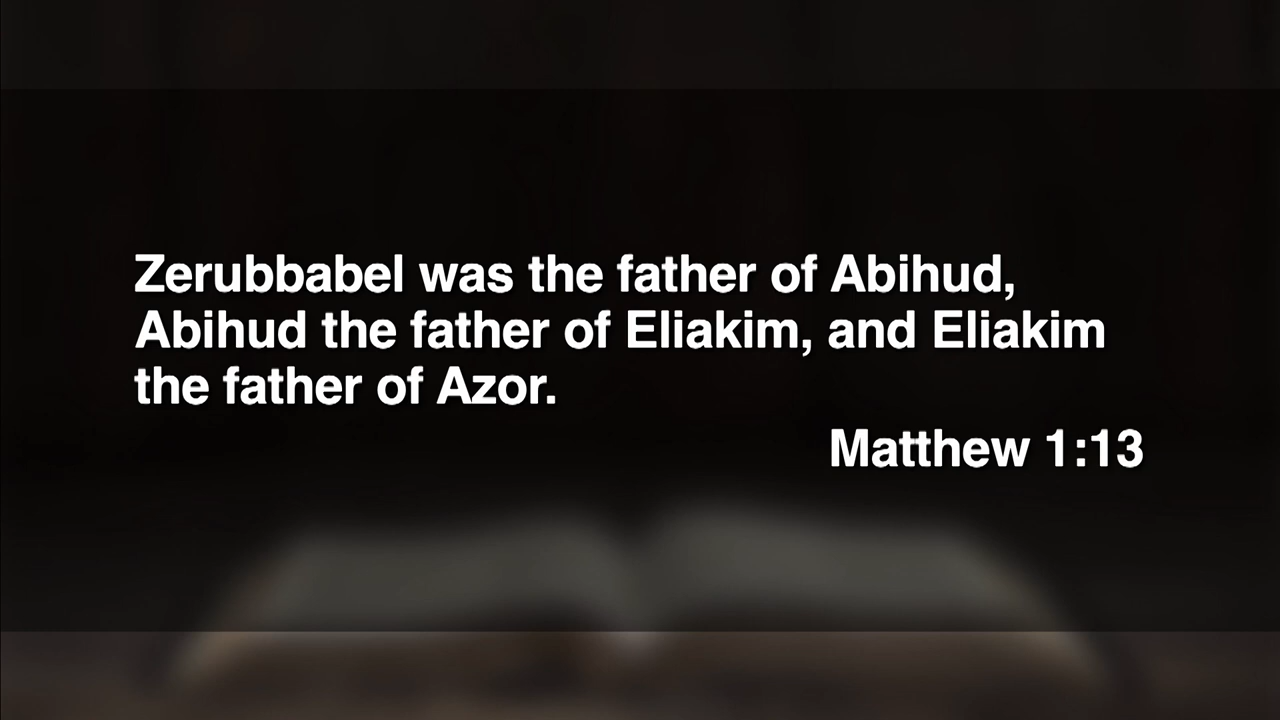 Zerubbabel was the father of Abihud,
Abihud the father of Eliakim, and Eliakim
the father of Azor.
Matthew 1:13